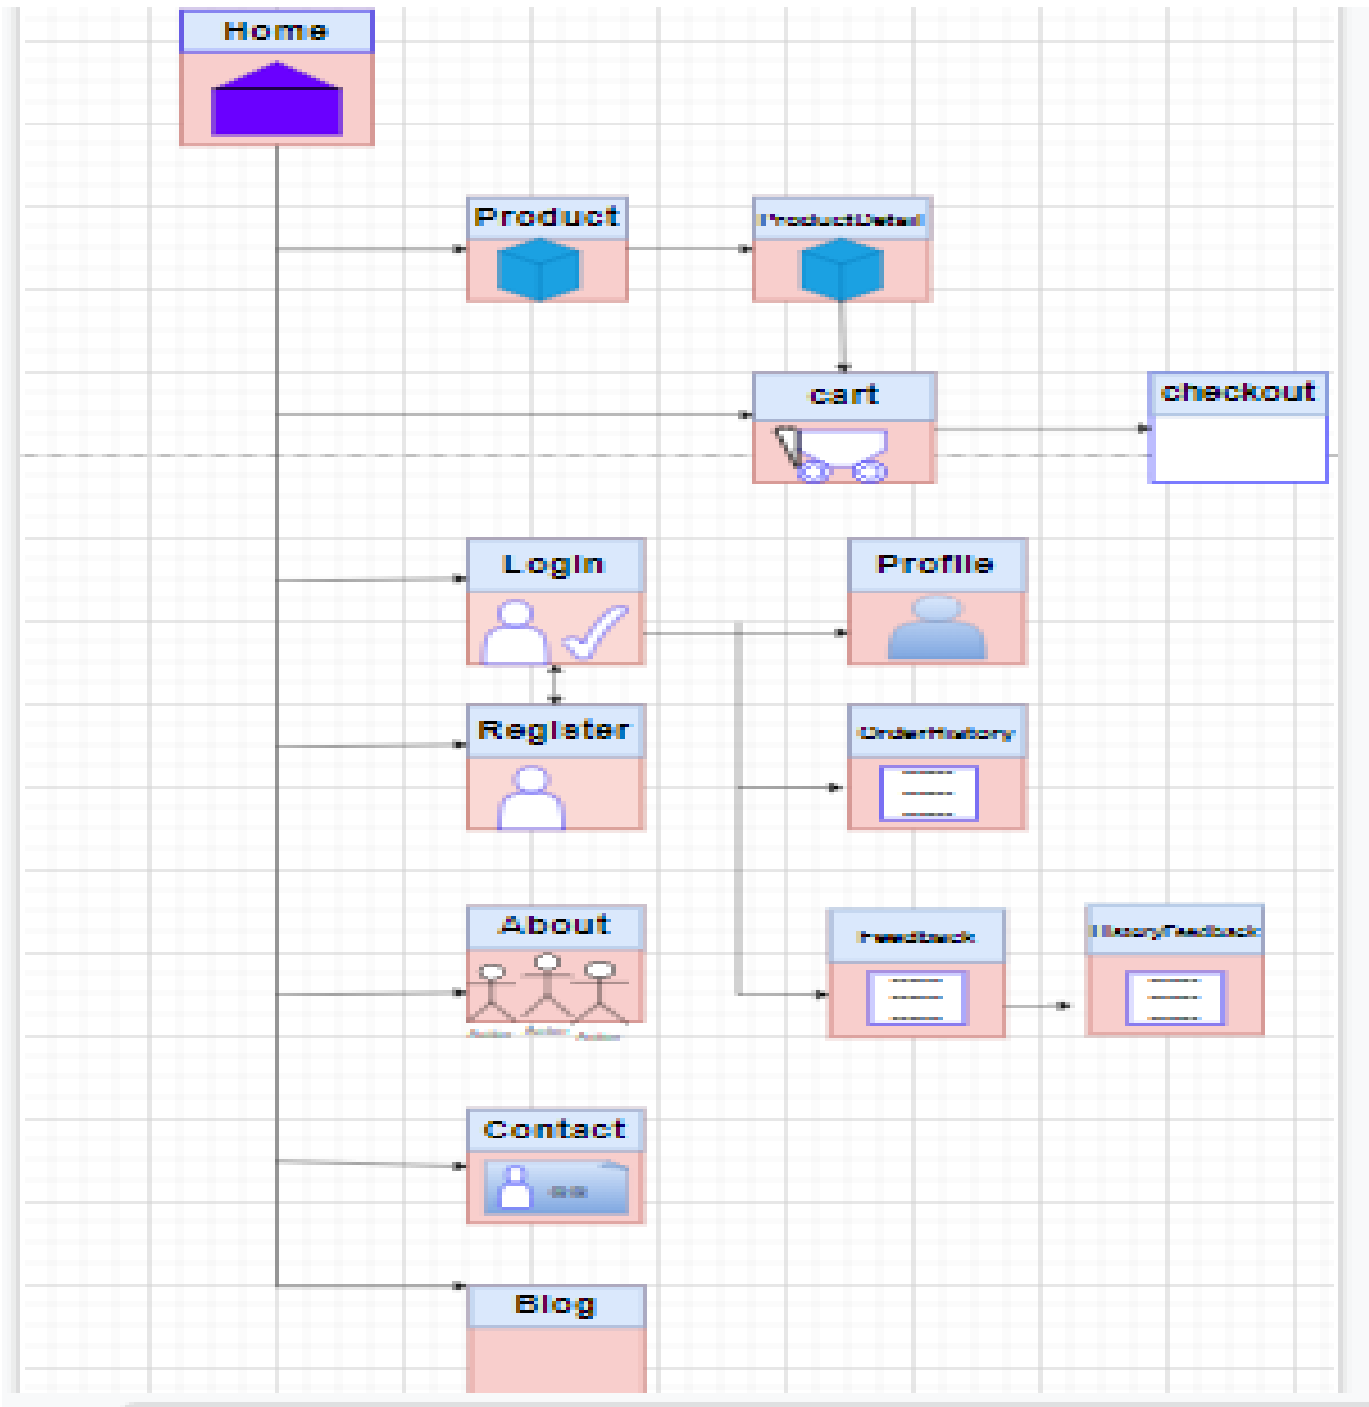 Home
Product
ProductDetail
cart
checkout
Login
Profile
Register
OrderHistory
About
Feedback
HistoryFeedback
Contact
Blog